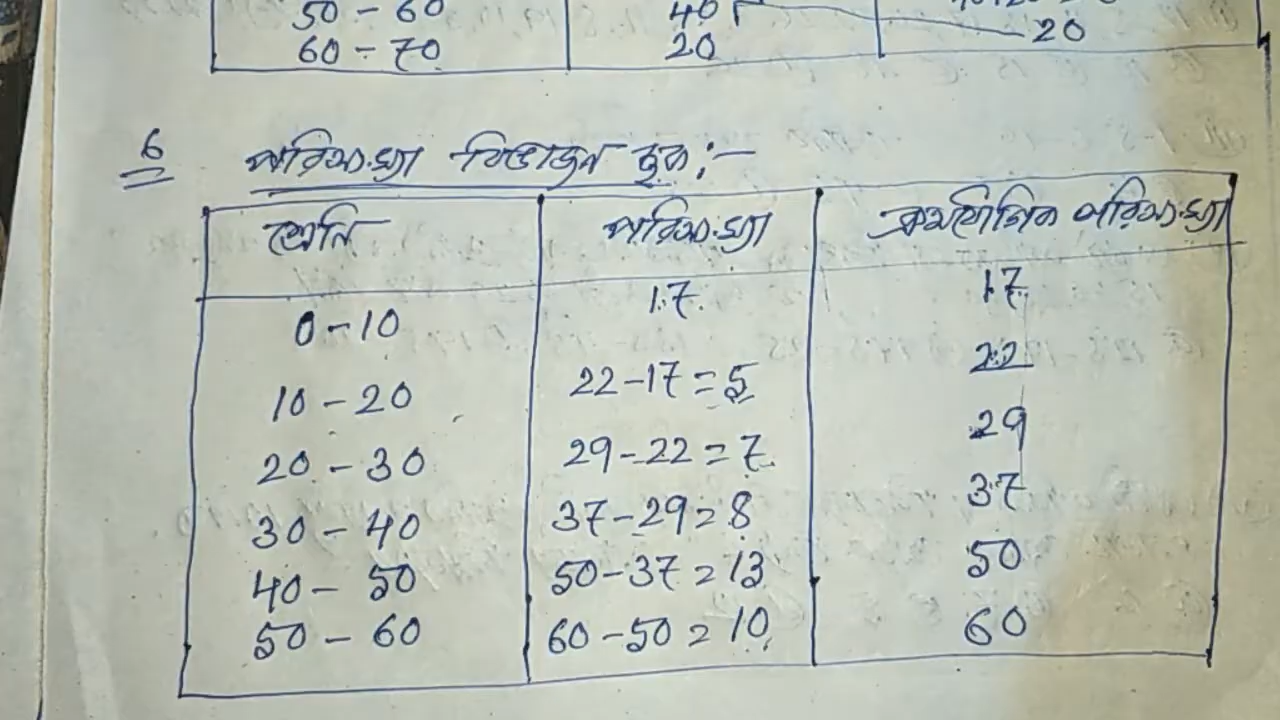 50 - 60 40
60 - 70 20 20
6 পরিসংখ্যা বিভাজন ছক :-
শ্রেনি পরিসংখ্যা ক্রমযৌগিক পরিসংখ্যা
0 - 10 17 17
10 - 20 22 - 17 = 5 22
20 - 30 29 - 22 = 7 29
30 - 40 37 - 29 = 8 37
40 - 50 50 - 37 = 13 50
50 - 60 60 - 50 = 10 60